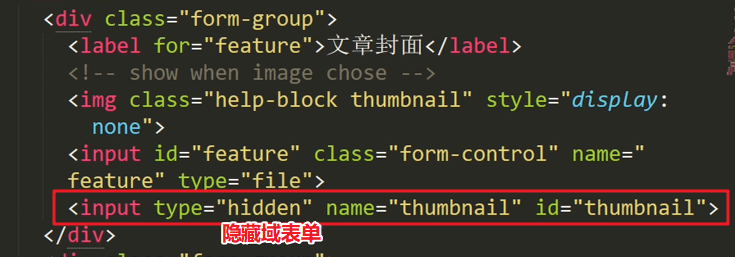 <div class="form-group">
<label for="feature">文章封面</label>
<!-- show when image chose -->
<img class="help-block thumbnail" style="display:
none">
<input id="feature" class="form-control" name="
feature" type="file">
<input type="hidden" name="thumbnail" id="thumbnail">
隐藏域表单
</div>